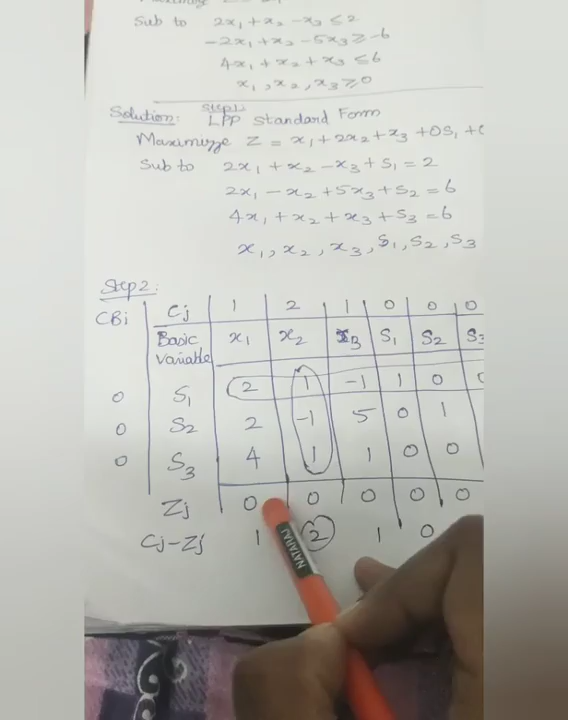 Sub to 2x₁ + x₂ - x₃ ≤ 2
-2x₁ + x₂ - 5x₃ ≥ -6
4x₁ + x₂ + x₃ ≤ 6
x₁, x₂, x₃ ≥ 0
Step1:
Solution: LPP Standard Form
Maximize Z = x₁ + 2x₂ + x₃ + 0S₁ +
Sub to 2x₁ + x₂ - x₃ + S₁ = 2
2x₁ - x₂ + 5x₃ + S₂ = 6
4x₁ + x₂ + x₃ + S₃ = 6
x₁, x₂, x₃, S₁, S₂, S₃
Step2:
CBi Cj 1 2 1 0 0 0
Basic Variable x₁ x₂ x₃ S₁ S₂ S₃
0 S₁ 2 1 -1 1 0
0 S₂ 2 -1 5 0 1
0 S₃ 4 1 1 0 0
Zj 0 0 0 0 0
Cj-Zj 1 2 1 0
NATARAJ